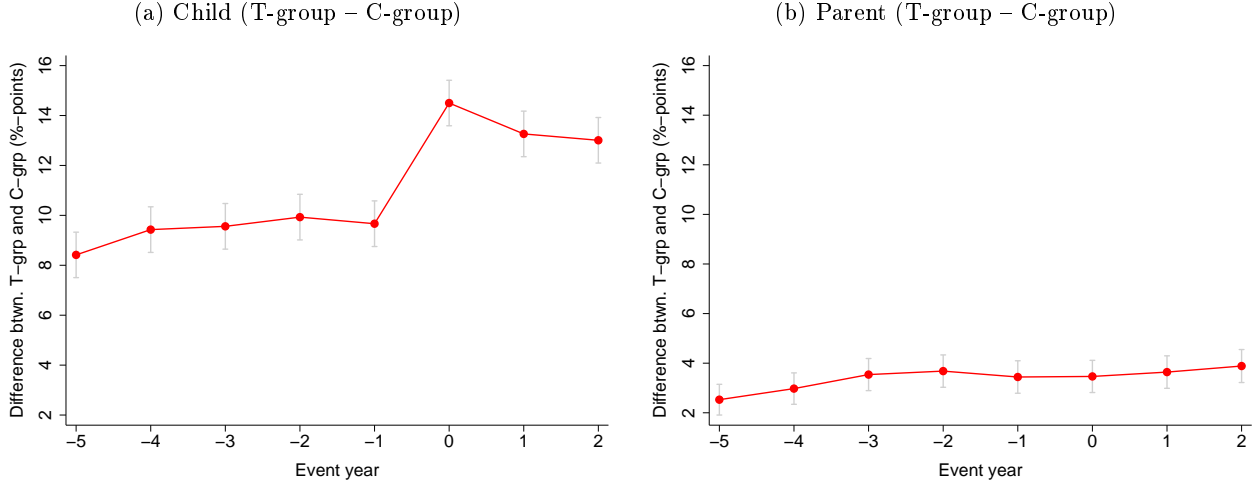 (a) Child (T-group – C-group)
Difference btwn. T−grp and C−grp (%−points)
16
14
12
10
8
6
4
2
−5 −4 −3 −2 −1 0 1 2
Event year
(b) Parent (T-group – C-group)
Difference btwn. T−grp and C−grp (%−points)
16
14
12
10
8
6
4
2
−5 −4 −3 −2 −1 0 1 2
Event year